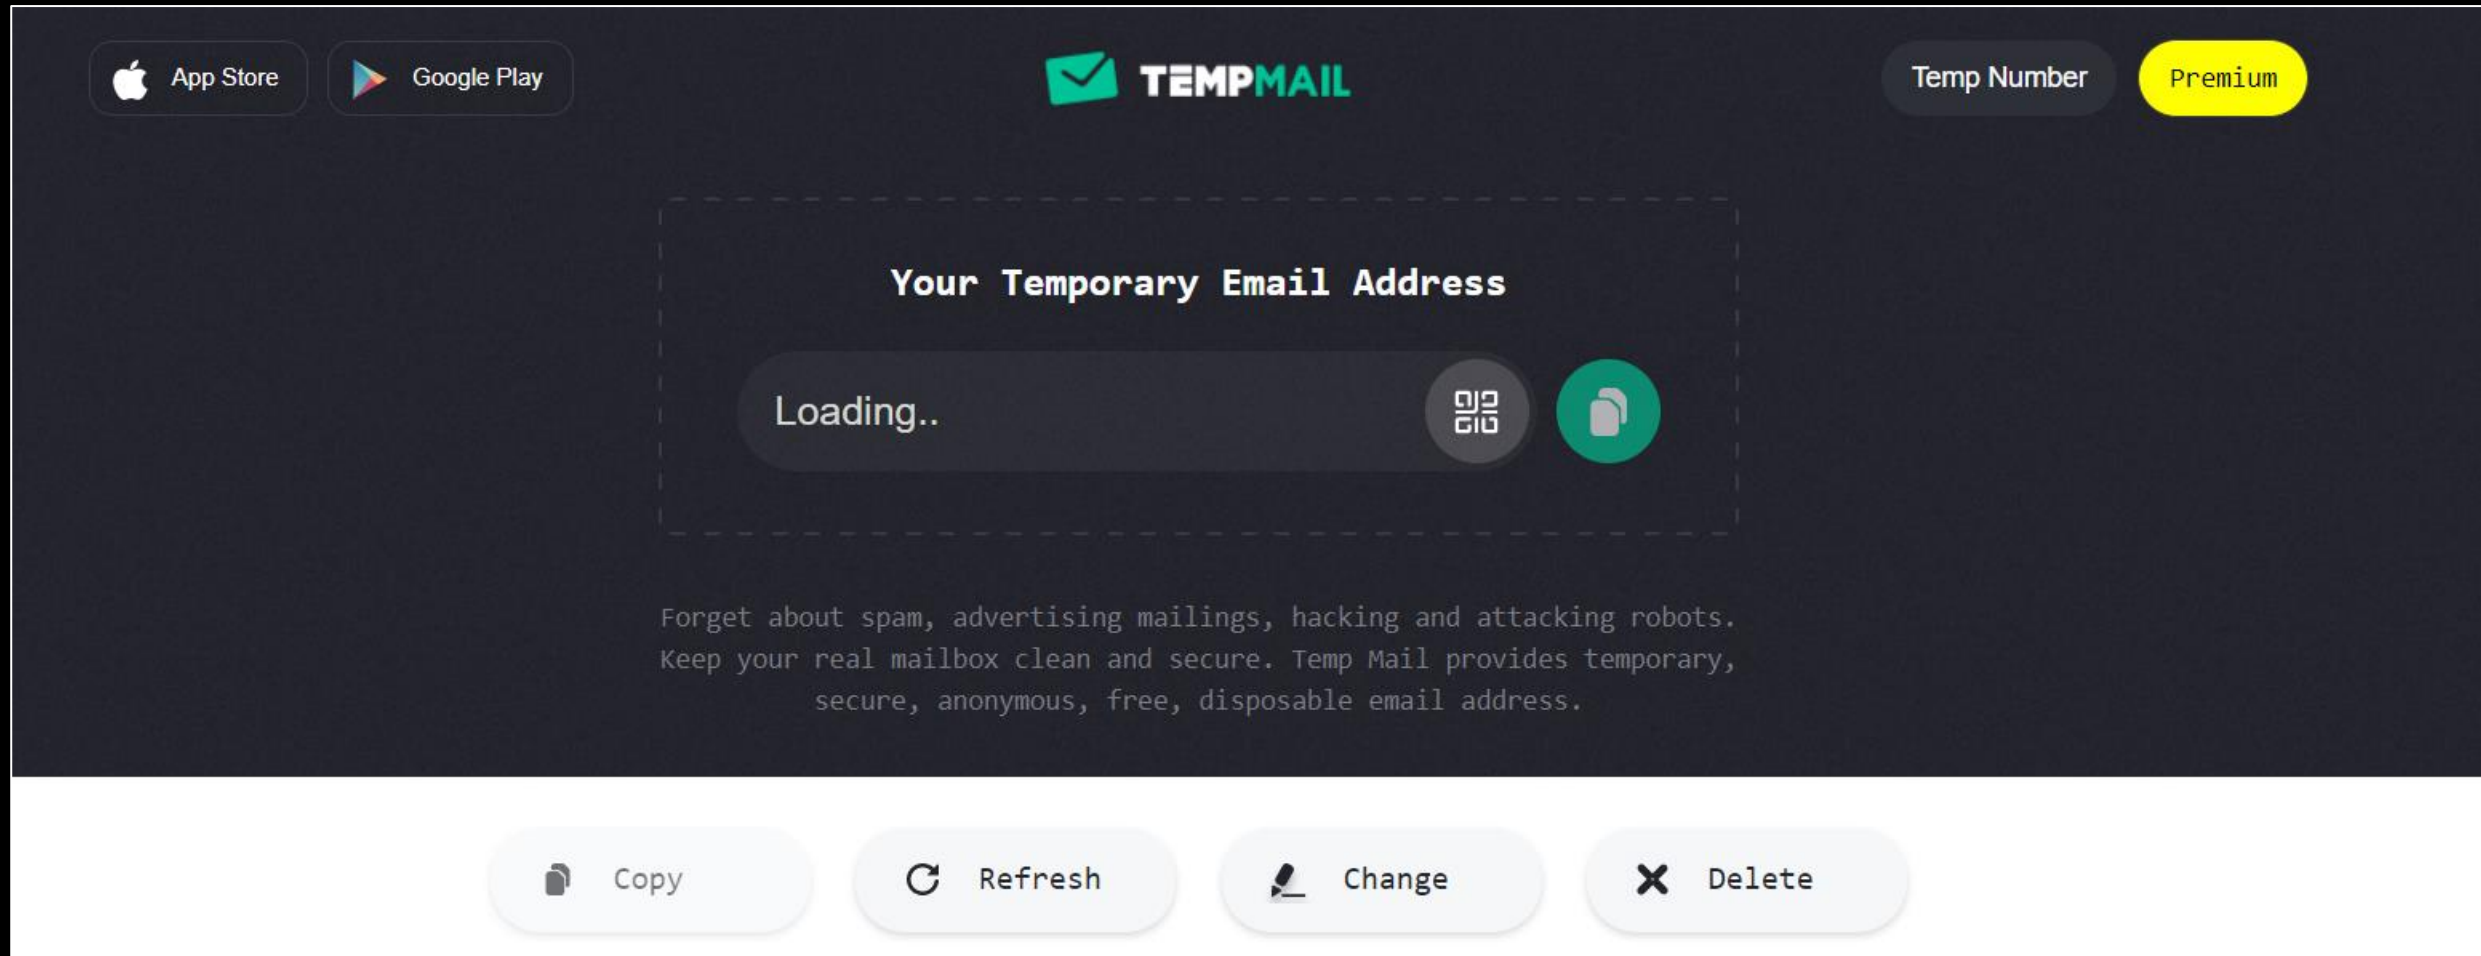 App Store
Google Play
TEMPMAIL
Temp Number
Premium
Your Temporary Email Address
Loading..
Forget about spam, advertising mailings, hacking and attacking robots.
Keep your real mailbox clean and secure. Temp Mail provides temporary,
secure, anonymous, free, disposable email address.
Copy
Refresh
Change
Delete